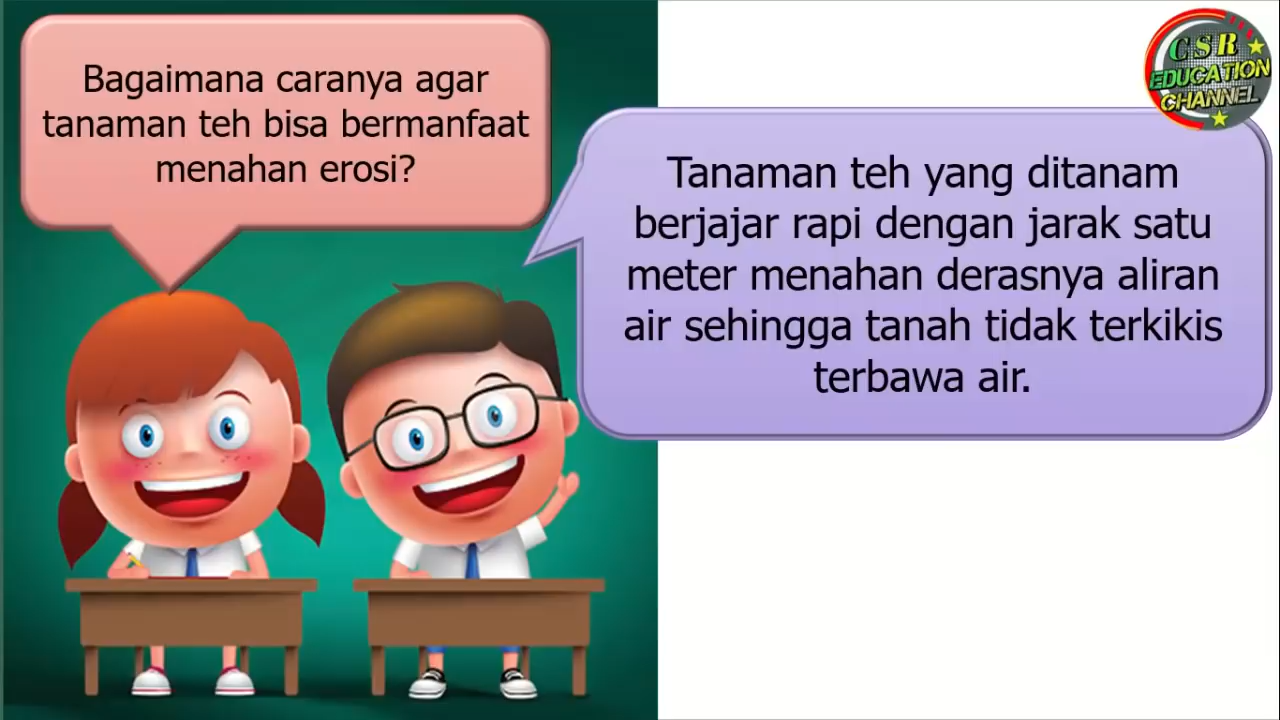 Bagaimana caranya agar
tanaman teh bisa bermanfaat
menahan erosi?
CSR
EDUCATION
CHANNEL
Tanaman teh yang ditanam
berjajar rapi dengan jarak satu
meter menahan derasnya aliran
air sehingga tanah tidak terkikis
terbawa air.